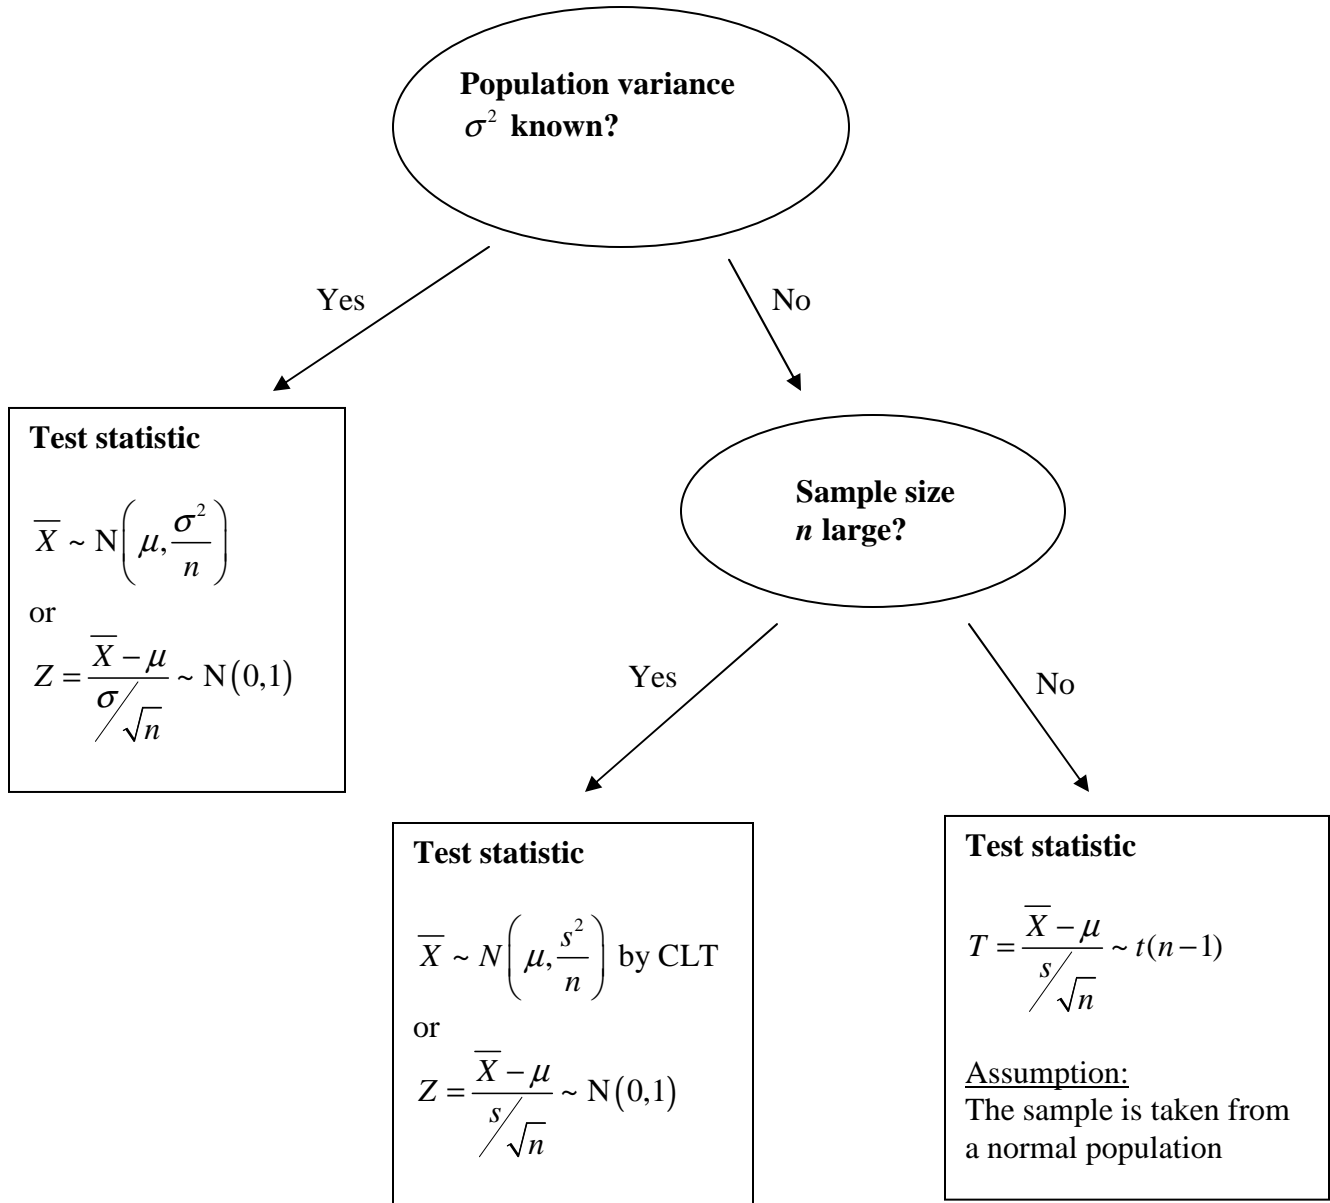 Population variance
σ² known?
Yes
No
Test statistic
X̅ ~ N(μ, σ²/n)
or
Z = (X̅ − μ)/(σ/√n) ~ N(0,1)
Sample size
n large?
Yes
No
Test statistic
X̅ ~ N(μ, s²/n) by CLT
or
Z = (X̅ − μ)/(s/√n) ~ N(0,1)
Test statistic
T = (X̅ − μ)/(s/√n) ~ t(n−1)
Assumption:
The sample is taken from
a normal population